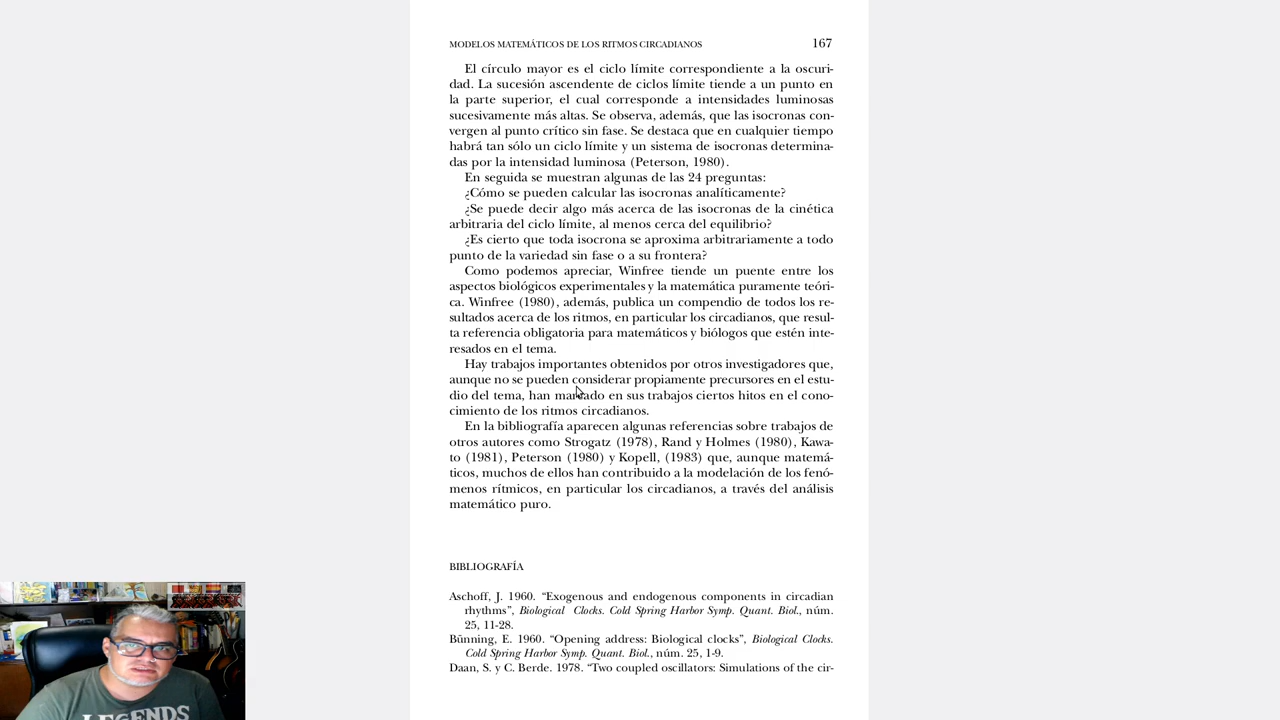 MODELOS MATEMÁTICOS DE LOS RITMOS CIRCADIANOS 167
El círculo mayor es el ciclo límite correspondiente a la oscuri-
dad. La sucesión ascendente de ciclos límite tiende a un punto en
la parte superior, el cual corresponde a intensidades luminosas
sucesivamente más altas. Se observa, además, que las isocronas con-
vergen al punto crítico sin fase. Se destaca que en cualquier tiempo
habrá tan sólo un ciclo límite y un sistema de isocronas determina-
das por la intensidad luminosa (Peterson, 1980).
En seguida se muestran algunas de las 24 preguntas:
¿Cómo se pueden calcular las isocronas analíticamente?
¿Se puede decir algo más acerca de las isocronas de la cinética
arbitraria del ciclo límite, al menos cerca del equilibrio?
¿Es cierto que toda isocrona se aproxima arbitrariamente a todo
punto de la variedad sin fase o a su frontera?
Como podemos apreciar, Winfree tiende un puente entre los
aspectos biológicos experimentales y la matemática puramente teóri-
ca. Winfree (1980), además, publica un compendio de todos los re-
sultados acerca de los ritmos, en particular los circadianos, que resul-
ta referencia obligatoria para matemáticos y biólogos que estén inte-
resados en el tema.
Hay trabajos importantes obtenidos por otros investigadores que,
aunque no se pueden considerar propiamente precursores en el estu-
dio del tema, han marcado en sus trabajos ciertos hitos en el cono-
cimiento de los ritmos circadianos.
En la bibliografía aparecen algunas referencias sobre trabajos de
otros autores como Strogatz (1978), Rand y Holmes (1980), Kawa-
to (1981), Peterson (1980) y Kopell, (1983) que, aunque matemá-
ticos, muchos de ellos han contribuido a la modelación de los fenó-
menos rítmicos, en particular los circadianos, a través del análisis
matemático puro.
BIBLIOGRAFÍA
Aschoff, J. 1960. “Exogenous and endogenous components in circadian
rhythms”, Biological Clocks. Cold Spring Harbor Symp. Quant. Biol., núm.
25, 11-28.
Bünning, E. 1960. “Opening address: Biological clocks”, Biological Clocks.
Cold Spring Harbor Symp. Quant. Biol., núm. 25, 1-9.
Daan, S. y C. Berde. 1978. “Two coupled oscillators: Simulations of the cir-
LEGENDS